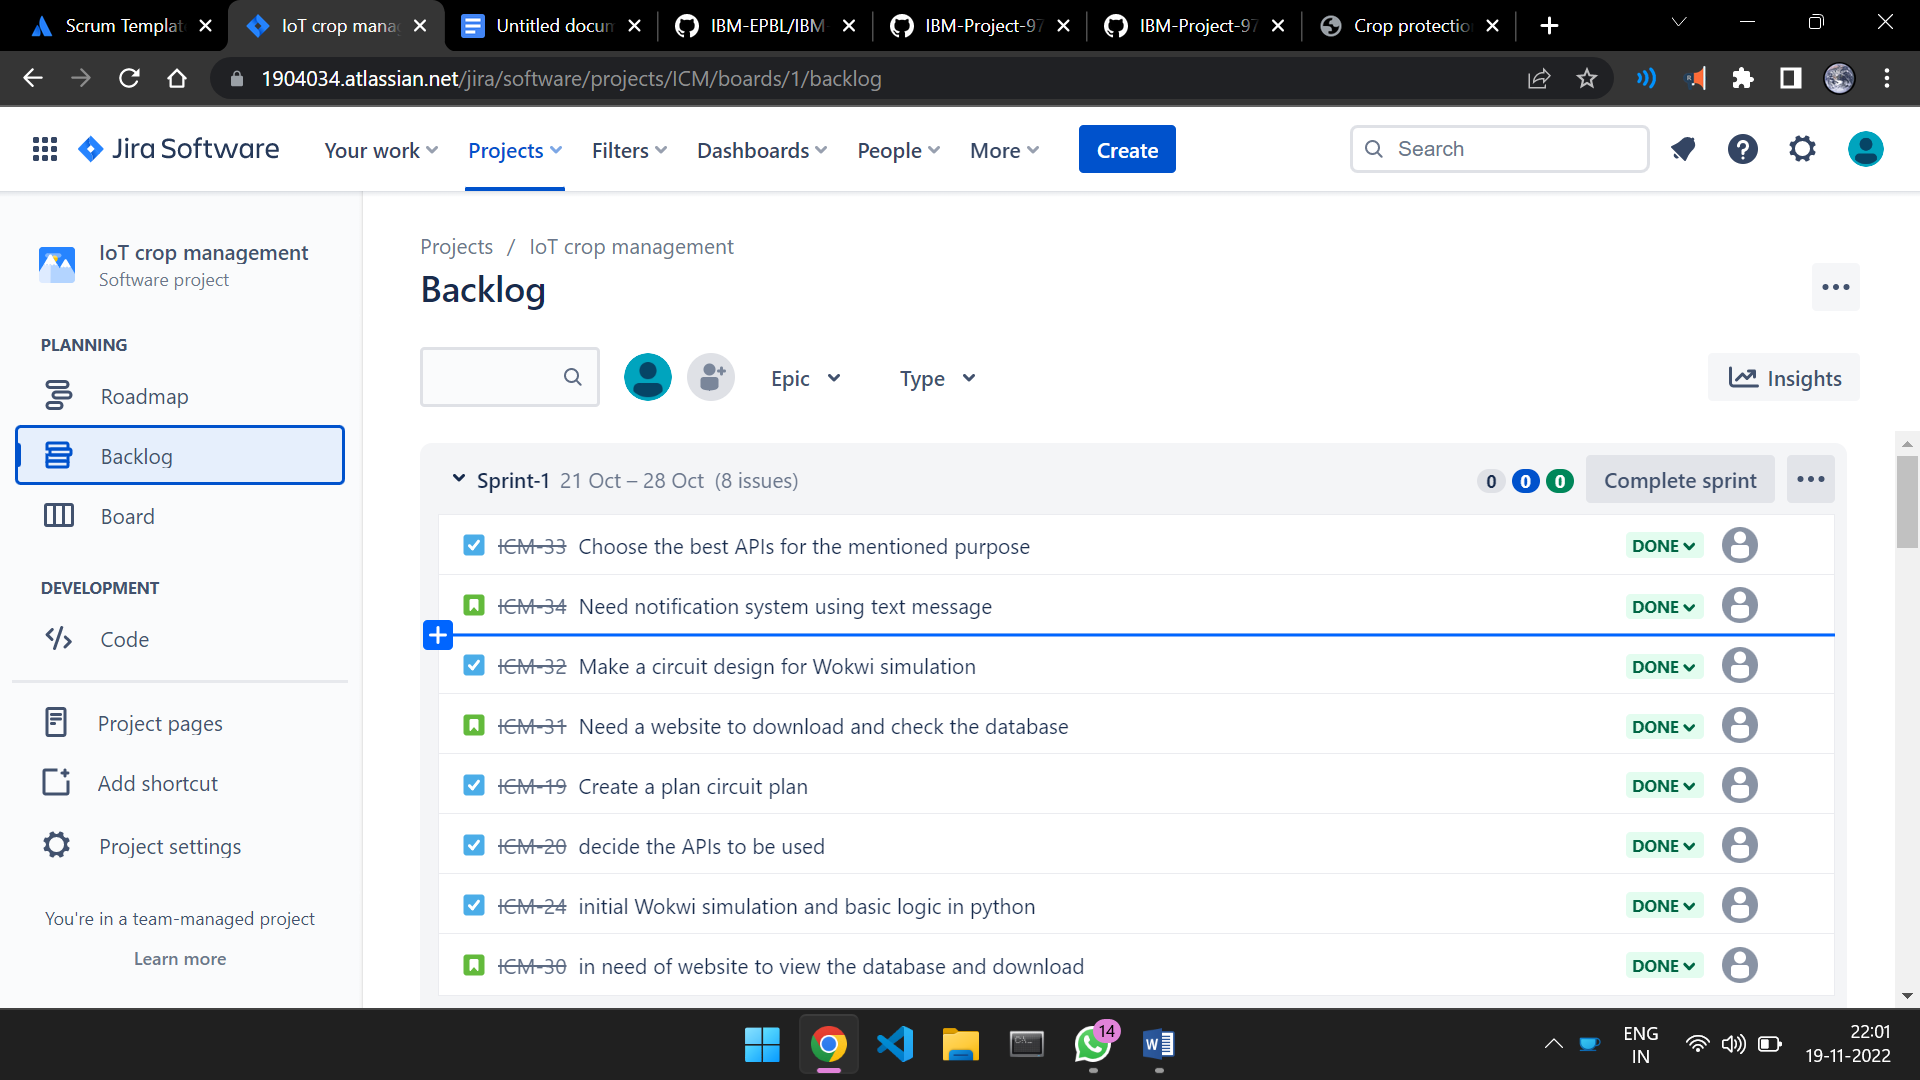 Scrum Templat
IoT crop mana
Untitled docum
IBM-EPBL/IBM-
IBM-Project-97
IBM-Project-97
Crop protectio
1904034.atlassian.net/jira/software/projects/ICM/boards/1/backlog
Jira Software
Your work
Projects
Filters
Dashboards
People
More
Create
Search
IoT crop management
Software project
PLANNING
Roadmap
Backlog
Board
DEVELOPMENT
Code
Project pages
Add shortcut
Project settings
You're in a team-managed project
Learn more
Projects / IoT crop management
Backlog
Epic
Type
Insights
Sprint-1 21 Oct – 28 Oct (8 issues)
0 0 0
Complete sprint
ICM-33 Choose the best APIs for the mentioned purpose DONE
ICM-34 Need notification system using text message DONE
ICM-32 Make a circuit design for Wokwi simulation DONE
ICM-31 Need a website to download and check the database DONE
ICM-19 Create a plan circuit plan DONE
ICM-20 decide the APIs to be used DONE
ICM-24 initial Wokwi simulation and basic logic in python DONE
ICM-30 in need of website to view the database and download DONE
14
ENG
IN
22:01
19-11-2022